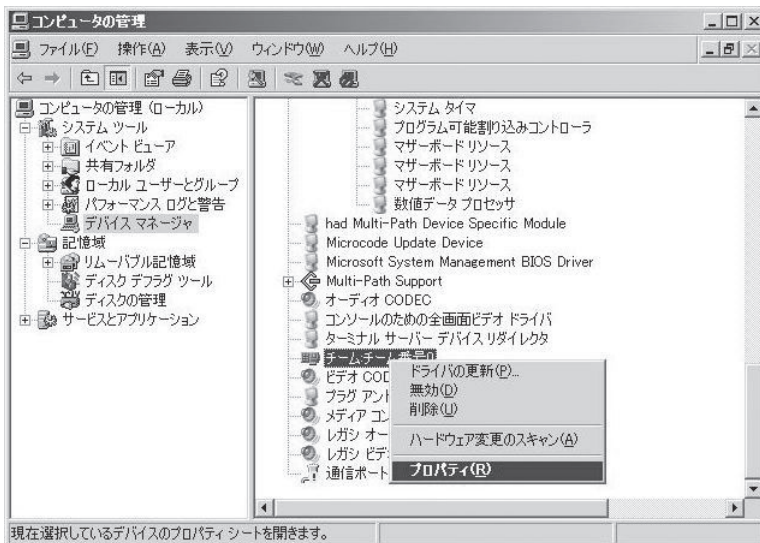 コンピュータの管理
ファイル(F) 操作(A) 表示(V) ウィンドウ(W) ヘルプ(H)
コンピュータの管理 (ローカル)
システム ツール
イベント ビューア
共有フォルダ
ローカル ユーザーとグループ
パフォーマンス ログと警告
デバイス マネージャ
記憶域
リムーバブル記憶域
ディスク デフラグ ツール
ディスクの管理
サービスとアプリケーション
システム タイマ
プログラム可能割り込みコントローラ
マザーボード リソース
マザーボード リソース
マザーボード リソース
数値データ プロセッサ
had Multi-Path Device Specific Module
Microcode Update Device
Microsoft System Management BIOS Driver
Multi-Path Support
オーディオ CODEC
コンソールのための全画面ビデオ ドライバ
ターミナル サーバー デバイス リダイレクタ
チーム:チーム番号0
ビデオ COD
プラグ アン
メディア コン
レガシ オー
レガシ ビデ
通信ポート
ドライバの更新(P)...
無効(D)
削除(U)
ハードウェア変更のスキャン(A)
プロパティ(R)
現在選択しているデバイスのプロパティ シートを開きます。